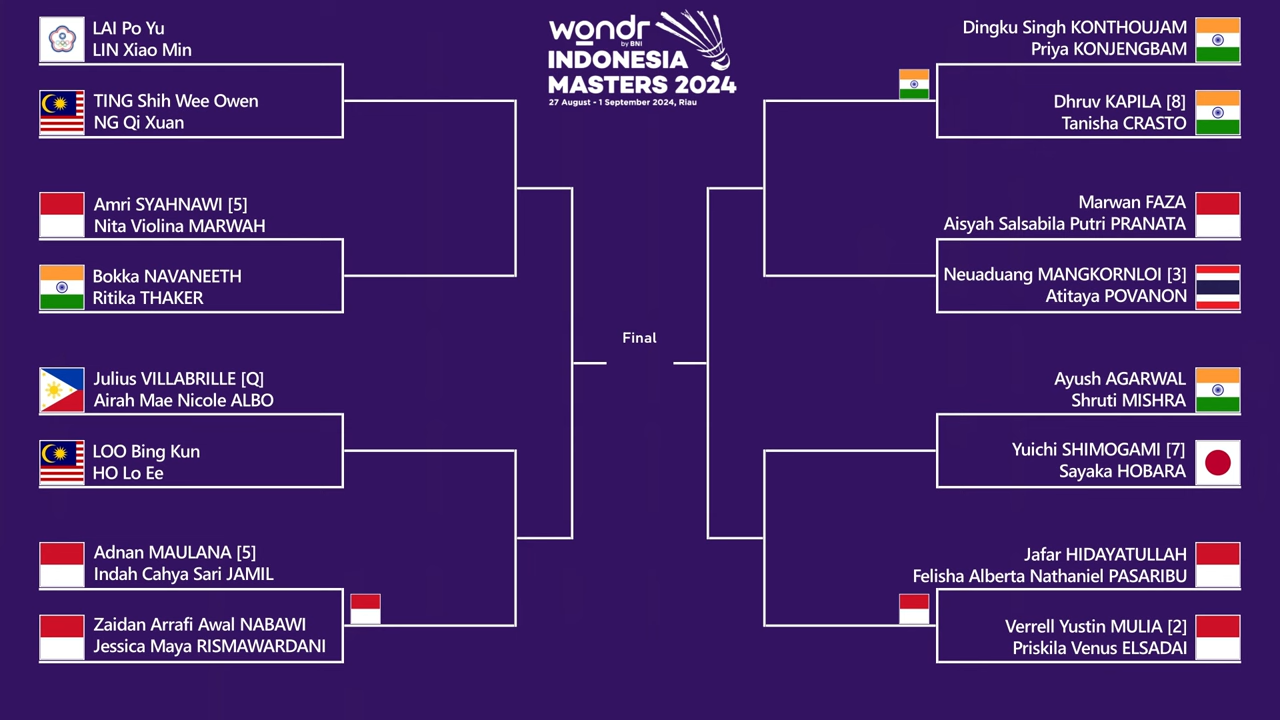 LAI Po Yu
LIN Xiao Min
TING Shih Wee Owen
NG Qi Xuan
Amri SYAHNAWI [5]
Nita Violina MARWAH
Bokka NAVANEETH
Ritika THAKER
Julius VILLABRILLE [Q]
Airah Mae Nicole ALBO
LOO Bing Kun
HO Lo Ee
Adnan MAULANA [5]
Indah Cahya Sari JAMIL
Zaidan Arrafi Awal NABAWI
Jessica Maya RISMAWARDANI
wondr
by BNI
INDONESIA
MASTERS 2024
27 August - 1 September 2024, Riau
Final
Dingku Singh KONTHOUJAM
Priya KONJENGBAM
Dhruv KAPILA [8]
Tanisha CRASTO
Marwan FAZA
Aisyah Salsabila Putri PRANATA
Neuaduang MANGKORNLOI [3]
Atitaya POVANON
Ayush AGARWAL
Shruti MISHRA
Yuichi SHIMOGAMI [7]
Sayaka HOBARA
Jafar HIDAYATULLAH
Felisha Alberta Nathaniel PASARIBU
Verrell Yustin MULIA [2]
Priskila Venus ELSADAI